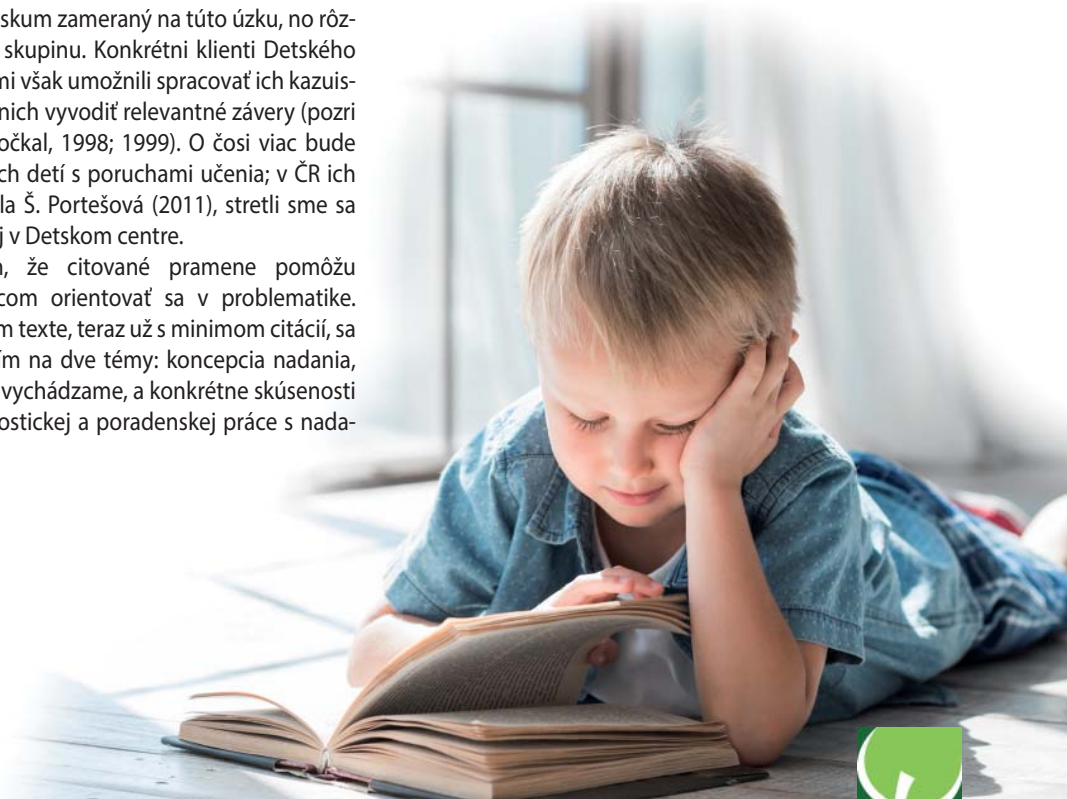 skum zameraný na túto úzku, no rôz-
skupinu. Konkrétni klienti Detského
mi však umožnili spracovať ich kazuis-
nich vyvodiť relevantné závery (pozri
očkal, 1998; 1999). O čosi viac bude
ch detí s poruchami učenia; v ČR ich
la Š. Portešová (2011), stretli sme sa
j v Detskom centre.
, že citované pramene pomôžu
com orientovať sa v problematike.
m texte, teraz už s minimom citácií, sa
ím na dve témy: koncepcia nadania,
vychádzame, a konkrétne skúsenosti
ostickej a poradenskej práce s nada-